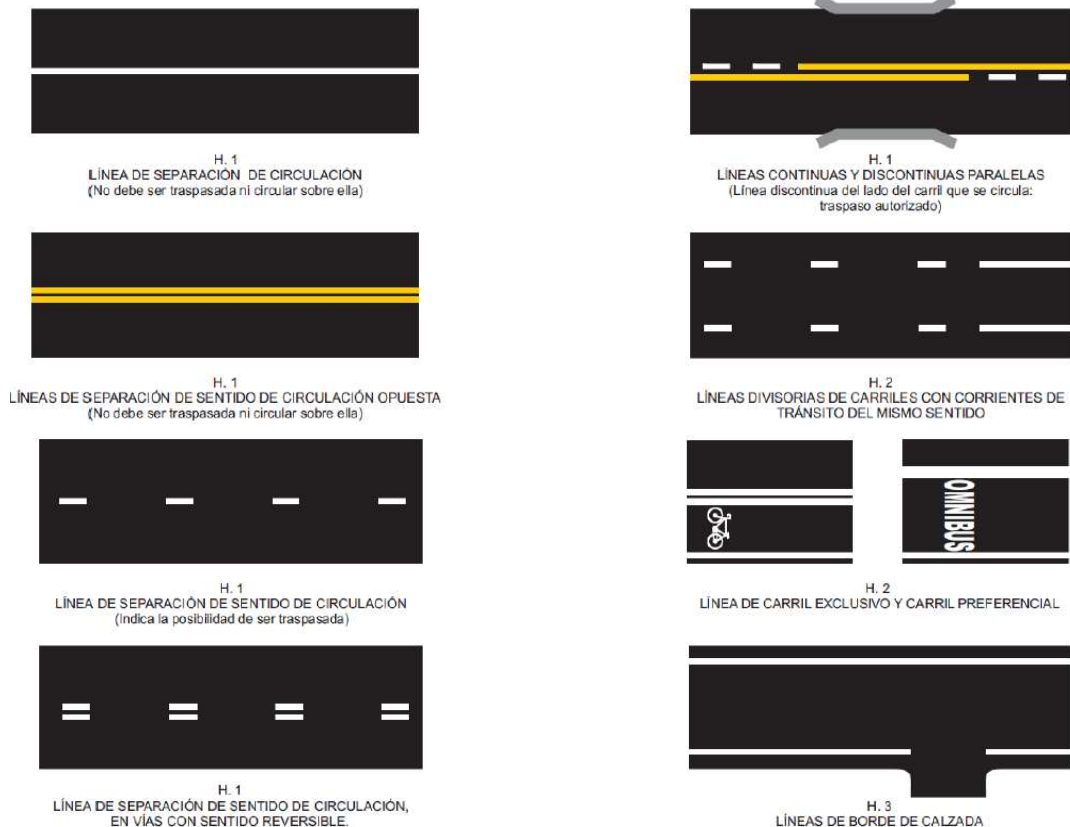 H. 1
LÍNEA DE SEPARACIÓN DE CIRCULACIÓN
(No debe ser traspasada ni circular sobre ella)
H. 1
LÍNEAS CONTINUAS Y DISCONTINUAS PARALELAS
(Línea discontinua del lado del carril que se circula:
traspaso autorizado)
H. 1
LÍNEAS DE SEPARACIÓN DE SENTIDO DE CIRCULACIÓN OPUESTA
(No debe ser traspasada ni circular sobre ella)
H. 2
LÍNEAS DIVISORIAS DE CARRILES CON CORRIENTES DE
TRÁNSITO DEL MISMO SENTIDO
H. 1
LÍNEA DE SEPARACIÓN DE SENTIDO DE CIRCULACIÓN
(Indica la posibilidad de ser traspasada)
OMNIBUS
H. 2
LÍNEA DE CARRIL EXCLUSIVO Y CARRIL PREFERENCIAL
H. 1
LÍNEA DE SEPARACIÓN DE SENTIDO DE CIRCULACIÓN,
EN VÍAS CON SENTIDO REVERSIBLE.
H. 3
LÍNEAS DE BORDE DE CALZADA